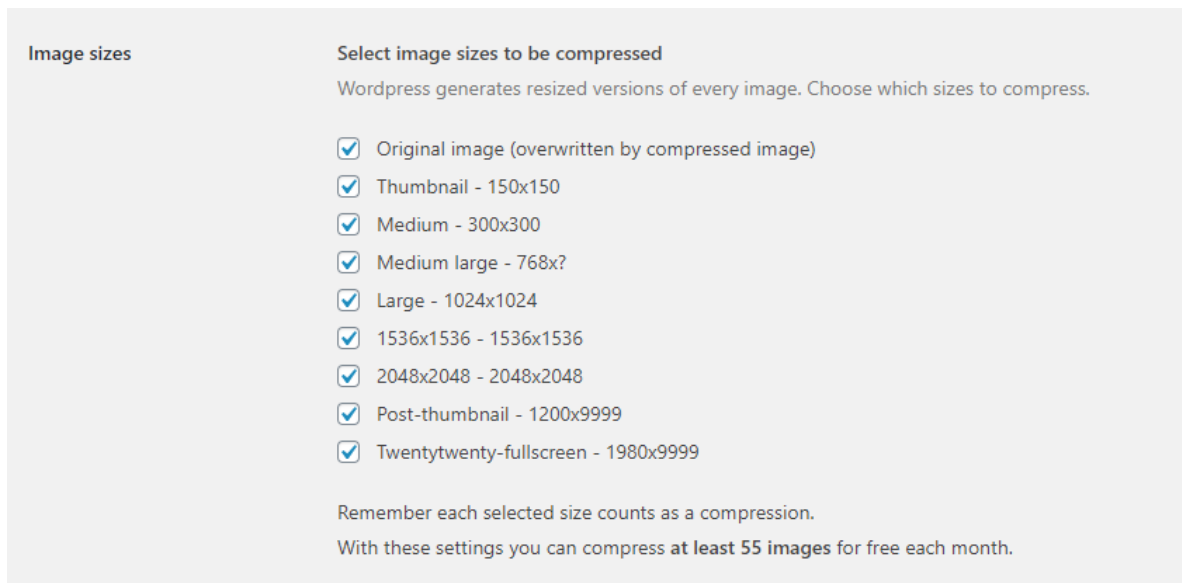 Image sizes
Select image sizes to be compressed
Wordpress generates resized versions of every image. Choose which sizes to compress.
Original image (overwritten by compressed image)
Thumbnail - 150x150
Medium - 300x300
Medium large - 768x?
Large - 1024x1024
1536x1536 - 1536x1536
2048x2048 - 2048x2048
Post-thumbnail - 1200x9999
Twentytwenty-fullscreen - 1980x9999
Remember each selected size counts as a compression.
With these settings you can compress at least 55 images for free each month.